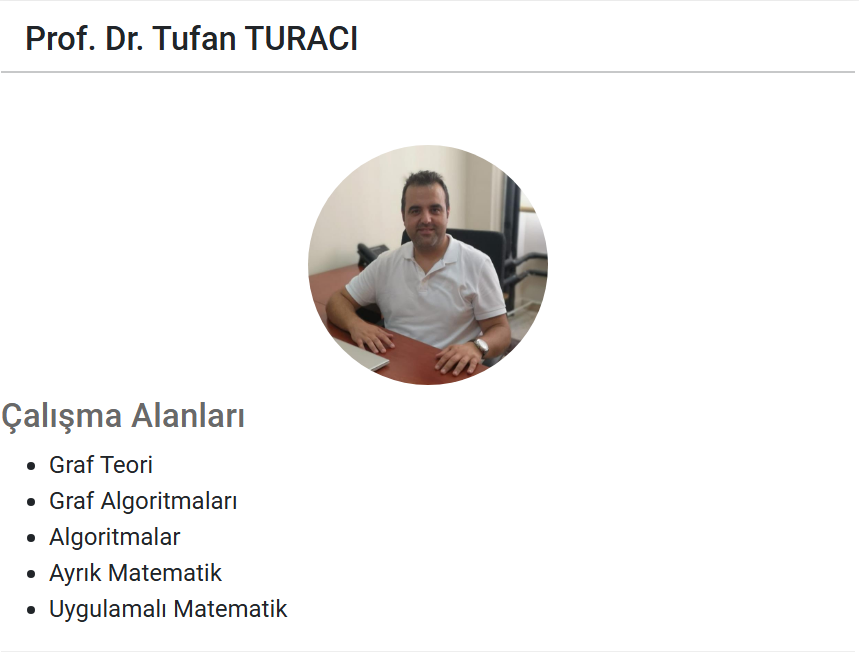 Prof. Dr. Tufan TURACI
Çalışma Alanları
Graf Teori
Graf Algoritmaları
Algoritmalar
Ayrık Matematik
Uygulamalı Matematik